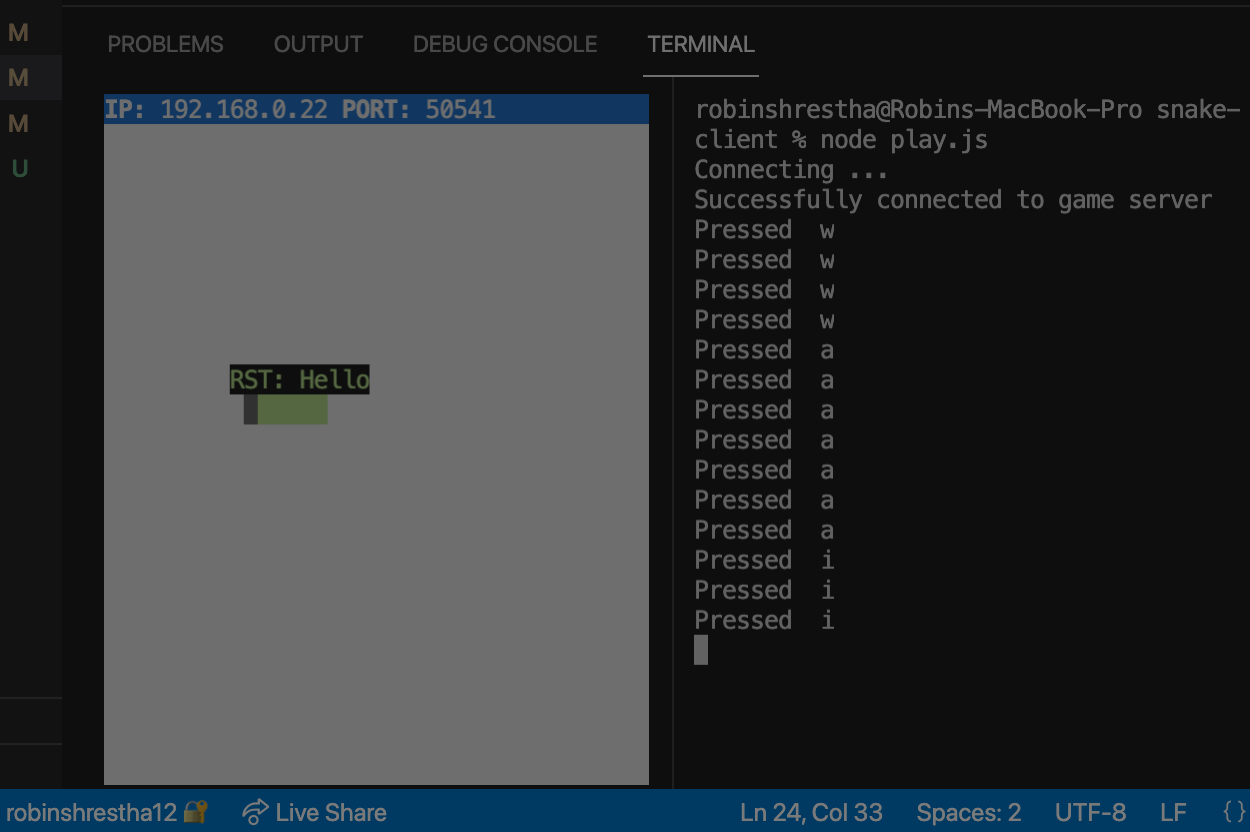 M
M
M
U
PROBLEMS OUTPUT DEBUG CONSOLE TERMINAL
IP: 192.168.0.22 PORT: 50541
RST: Hello
robinshrestha@Robins-MacBook-Pro snake-
client % node play.js
Connecting ...
Successfully connected to game server
Pressed  w
Pressed  w
Pressed  w
Pressed  w
Pressed  a
Pressed  a
Pressed  a
Pressed  a
Pressed  a
Pressed  a
Pressed  a
Pressed  i
Pressed  i
Pressed  i
robinshrestha12 🔐 Live Share Ln 24, Col 33 Spaces: 2 UTF-8 LF {}